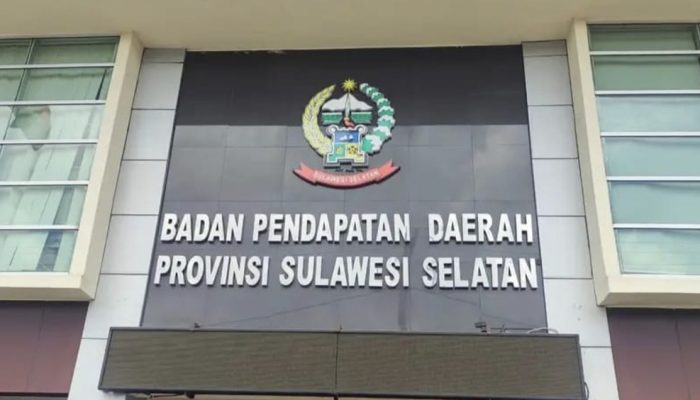 SULAWESI SELATAN
BADAN PENDAPATAN DAERAH
PROVINSI SULAWESI SELATAN